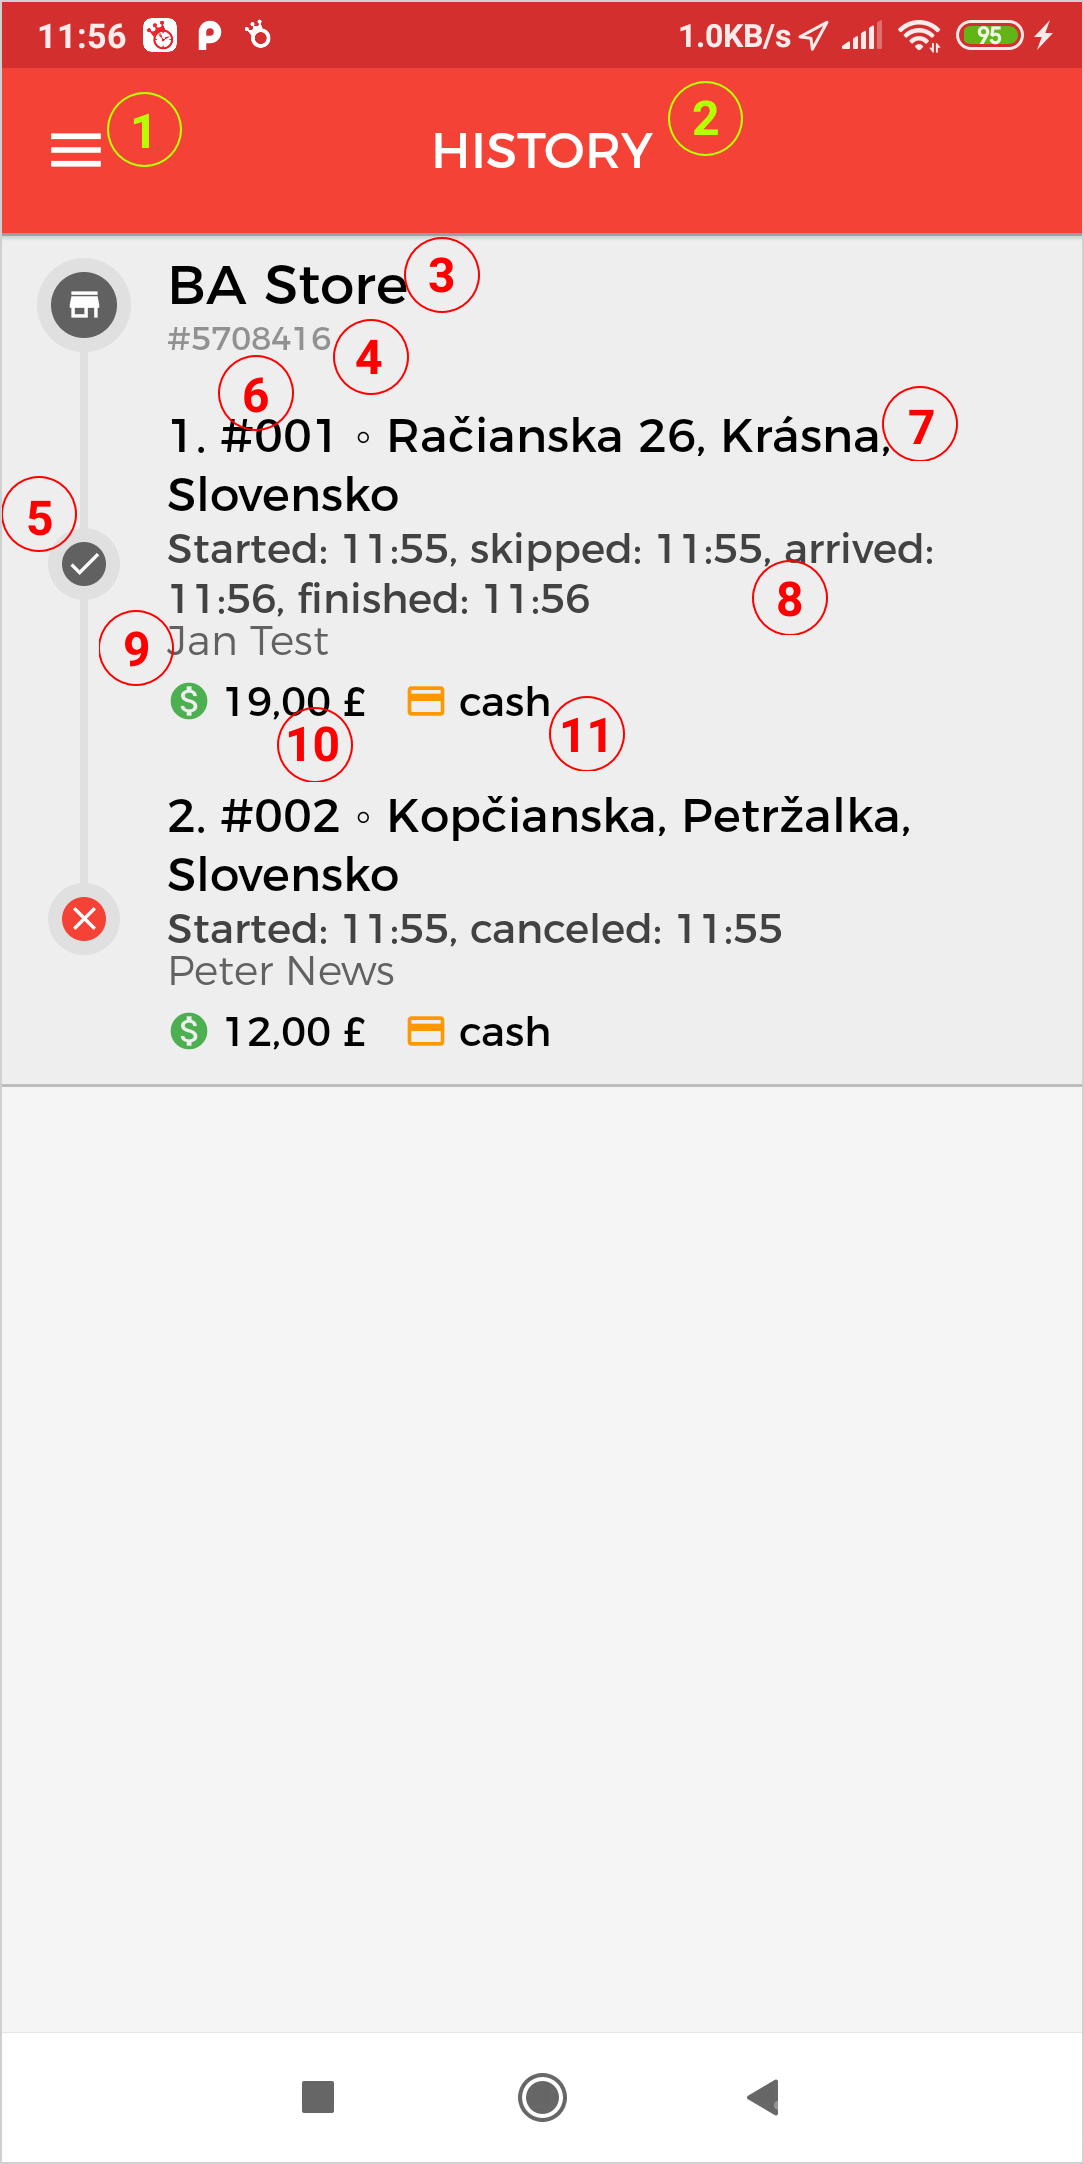 11:56 1.0KB/s 95
1
HISTORY 2
BA Store 3
#5708416 4
6
1. #001 ◦ Račianska 26, Krásna, 7
Slovensko
5
Started: 11:55, skipped: 11:55, arrived:
11:56, finished: 11:56 8
9 Jan Test
19,00 £ cash
10 11
2. #002 ◦ Kopčianska, Petržalka,
Slovensko
Started: 11:55, canceled: 11:55
Peter News
12,00 £ cash